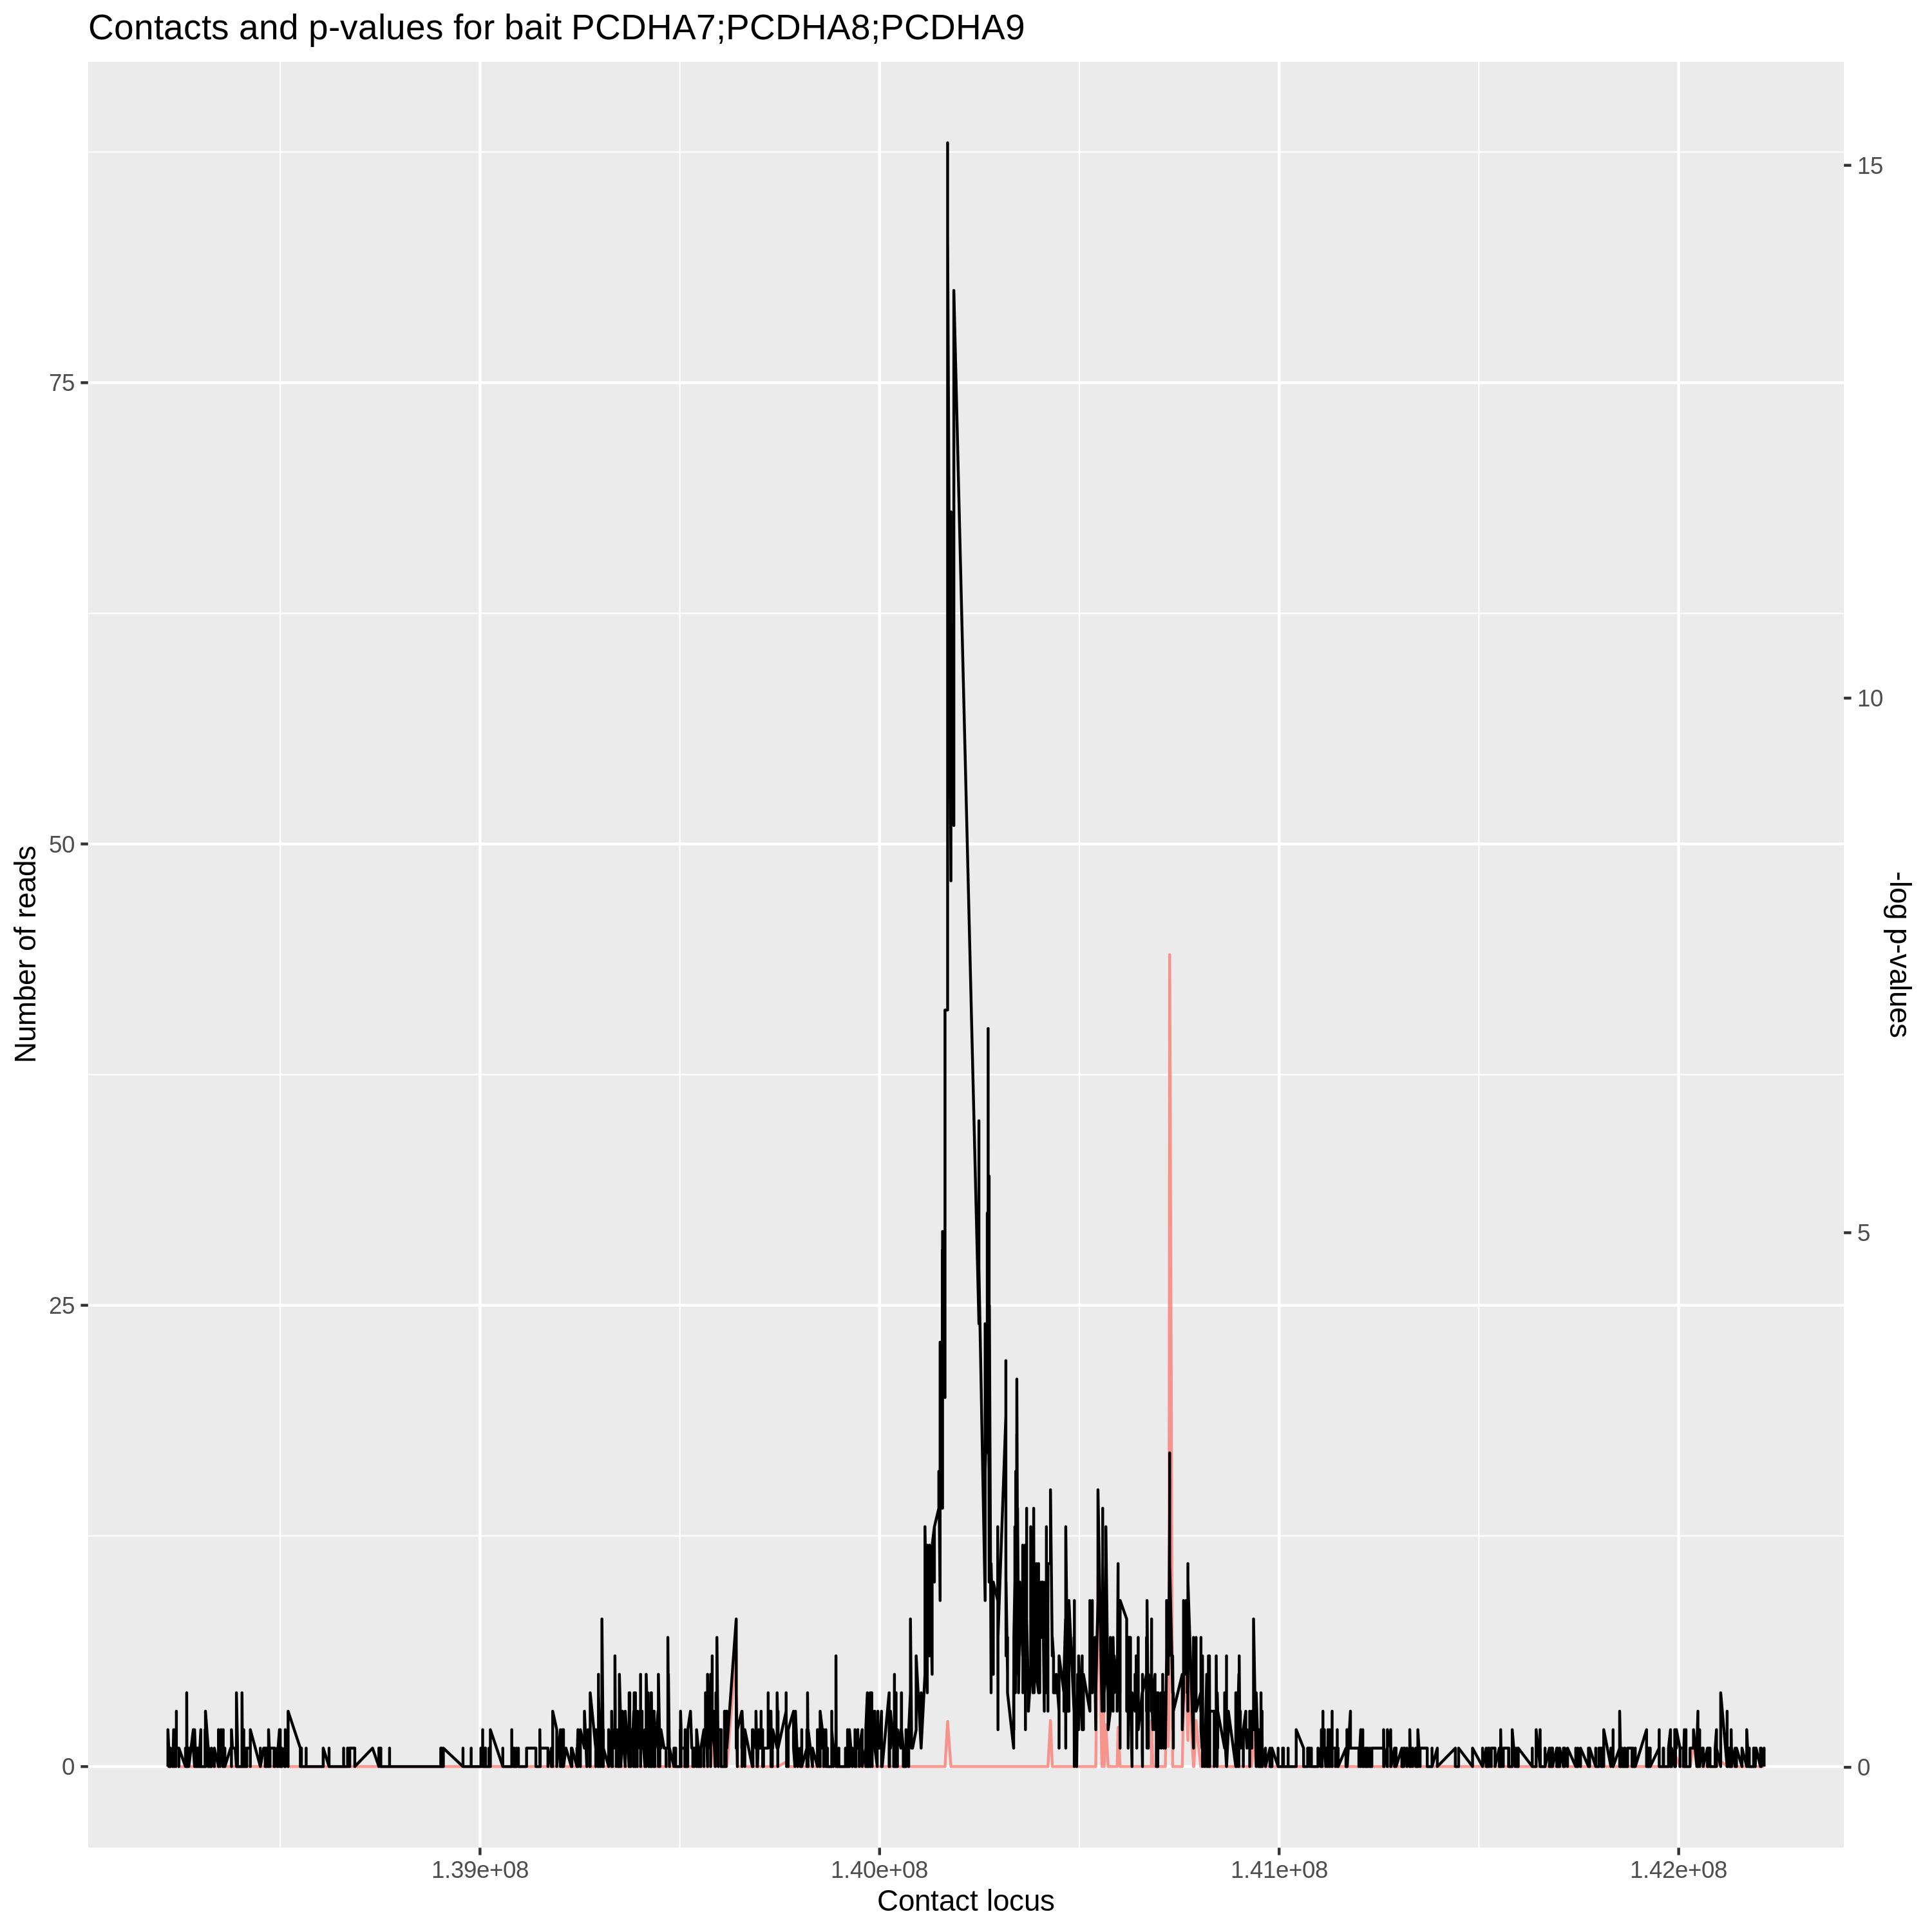 Contacts and p-values for bait PCDHA7;PCDHA8;PCDHA9
Number of reads
75
50
25
0
15
10
5
0
-log p-values
1.39e+08
1.40e+08
1.41e+08
1.42e+08
Contact locus